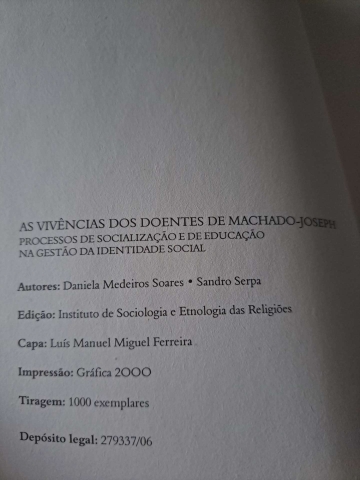 AS VIVÊNCIAS DOS DOENTES DE MACHADO-JOSEPH
PROCESSOS DE SOCIALIZAÇÃO E DE EDUCAÇÃO
NA GESTÃO DA IDENTIDADE SOCIAL
Autores: Daniela Medeiros Soares • Sandro Serpa
Edição: Instituto de Sociologia e Etnologia das Religiões
Capa: Luís Manuel Miguel Ferreira
Impressão: Gráfica 2OOO
Tiragem: 1000 exemplares
Depósito legal: 279337/06